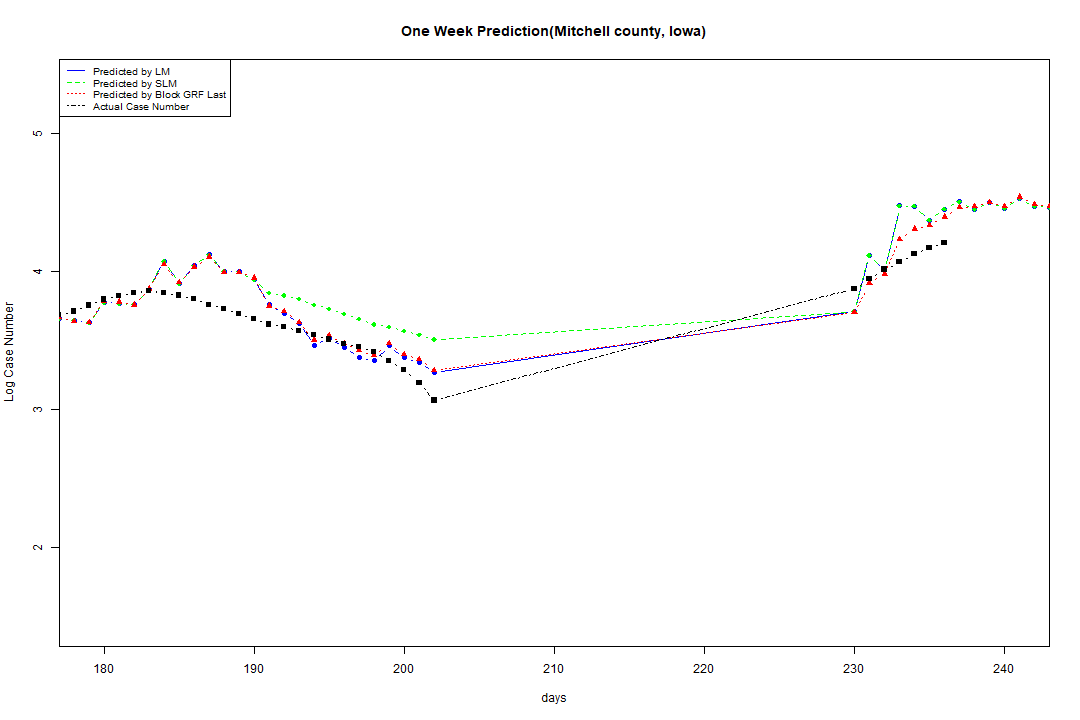 One Week Prediction(Mitchell county, Iowa)
Predicted by LM
Predicted by SLM
Predicted by Block GRF Last
Actual Case Number
5
4
3
2
Log Case Number
180 190 200 210 220 230 240
days